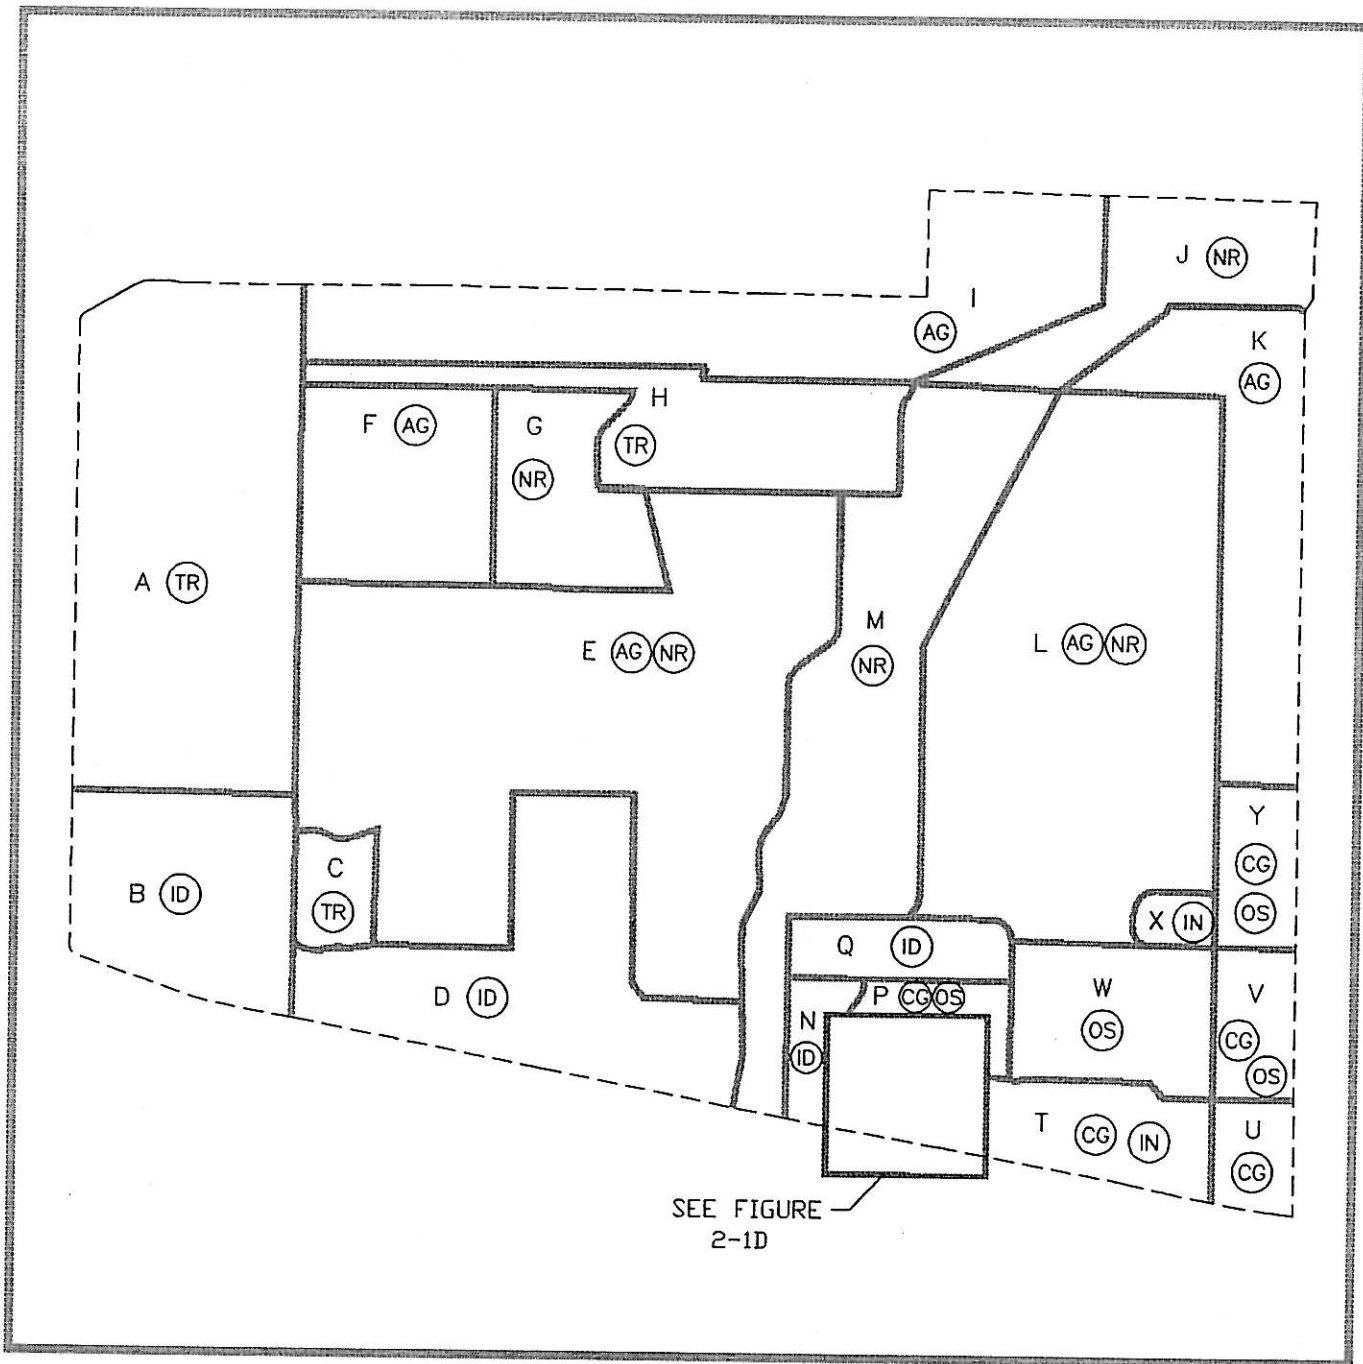 J NR
I
AG
K
AG
H
TR
F AG
G
NR
A TR
M
NR
E AG NR
L AG NR
Y
CG
OS
C
TR
B ID
X IN
Q ID
D ID
P CG OS
W
OS
V
CG
OS
N
ID
T CG IN
U
CG
SEE FIGURE
2-1D